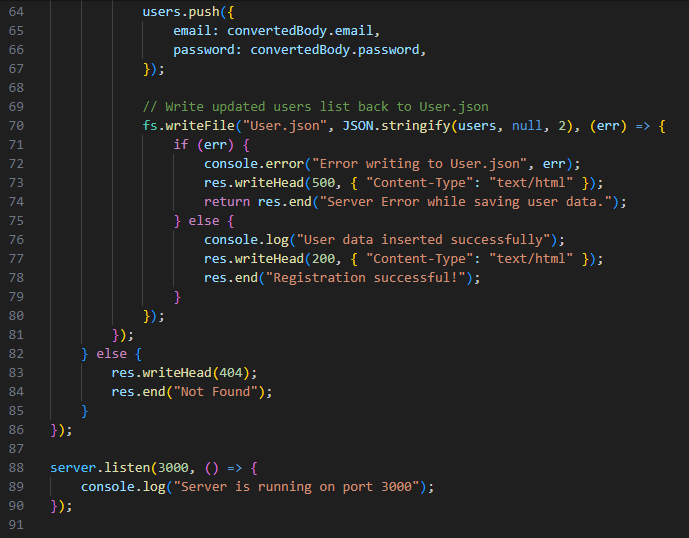 64 users.push({
65 email: convertedBody.email,
66 password: convertedBody.password,
67 });
68
69 // Write updated users list back to User.json
70 fs.writeFile("User.json", JSON.stringify(users, null, 2), (err) => {
71 if (err) {
72 console.error("Error writing to User.json", err);
73 res.writeHead(500, { "Content-Type": "text/html" });
74 return res.end("Server Error while saving user data.");
75 } else {
76 console.log("User data inserted successfully");
77 res.writeHead(200, { "Content-Type": "text/html" });
78 res.end("Registration successful!");
79 }
80 });
81 });
82 } else {
83 res.writeHead(404);
84 res.end("Not Found");
85 }
86 });
87
88 server.listen(3000, () => {
89 console.log("Server is running on port 3000");
90 });
91